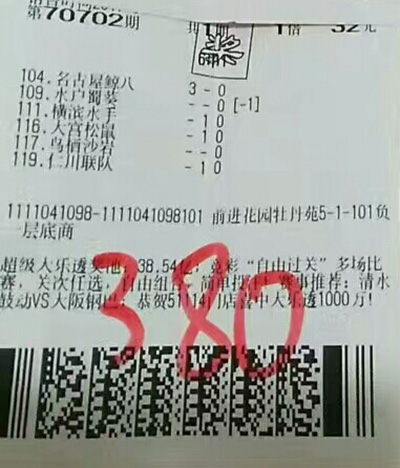 第70702期 1倍 32元
104.名古屋鲸八 3-0
109.水户蜀葵 --0[-1]
111.横滨水手 -10
116.大宫松鼠 -10
117.鸟栖沙岩 --0
119.仁川联队 -10
1111041098-1111041098101 前进花园牡丹苑5-1-101负
一层底商
超级大乐透奖池:38.54亿;竞彩“自由过关”多场比
赛,关次任选,自由组合,简单投注!赛事推荐:清水
鼓动VS大阪钢巴;恭贺51114门店喜中大乐透1000万!
380